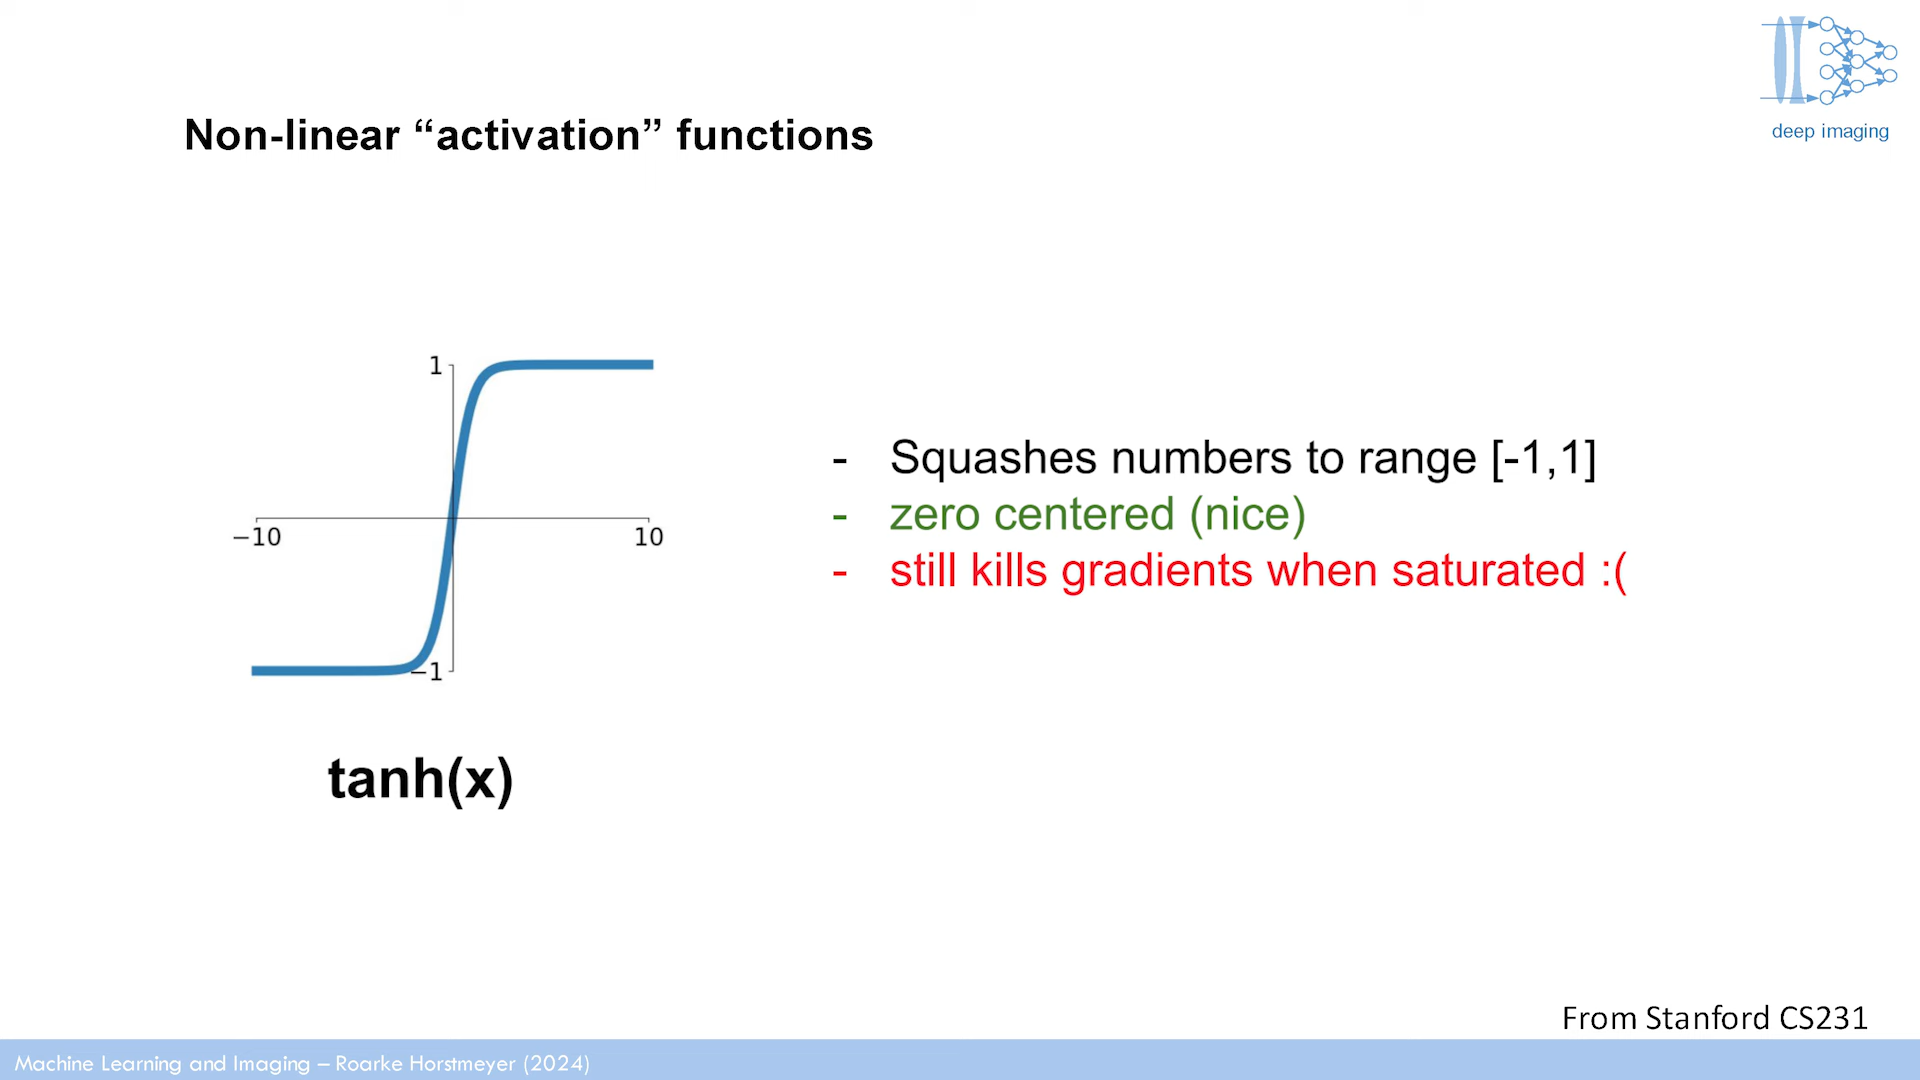 deep imaging
Non-linear “activation” functions
1
−10
10
−1
tanh(x)
- Squashes numbers to range [-1,1]
- zero centered (nice)
- still kills gradients when saturated :(
From Stanford CS231
Machine Learning and Imaging – Roarke Horstmeyer (2024)